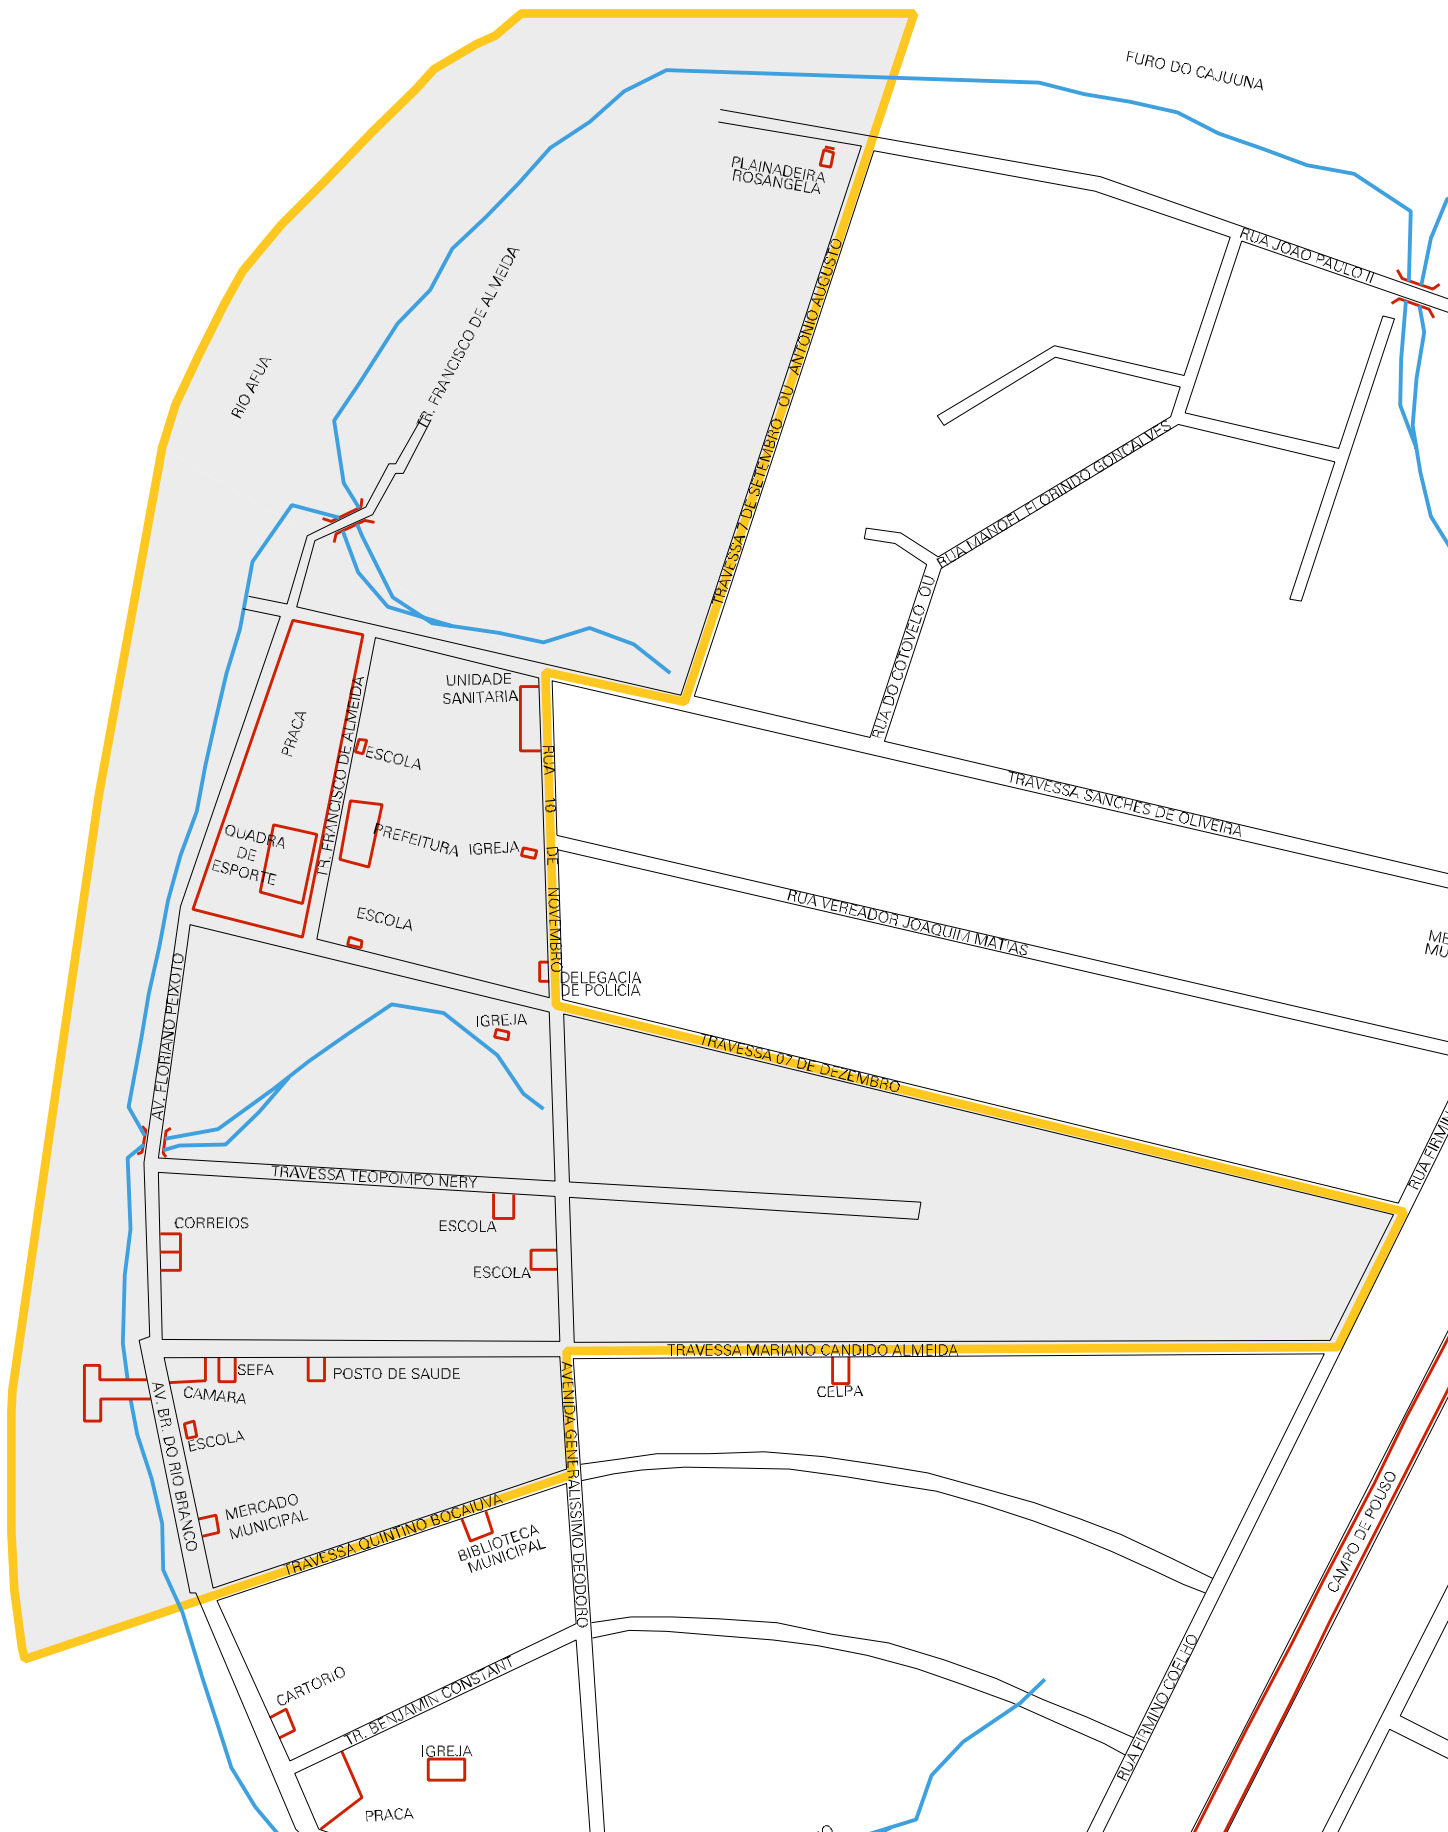 FURO DO CAJUUNA
PLAINADEIRA
ROSANGELA
RUA JOAO PAULO II
TR. FRANCISCO DE ALMEIDA
RIO AFUA
TRAVESSA 7 DE SETEMBRO OU ANTONIO AUGUSTO
RUA MANOEL FLORINDO GONCALVES
RUA DO COTOVELO OU
UNIDADE
SANITARIA
PRACA
TR. FRANCISCO DE ALMEIDA
ESCOLA
RUA 10 DE NOVEMBRO
TRAVESSA SANCHES DE OLIVEIRA
QUADRA
DE
ESPORTE
PREFEITURA
IGREJA
RUA VEREADOR JOAQUIM MATIAS
ESCOLA
ME
MU
DELEGACIA
DE POLICIA
AV. FLORIANO PEIXOTO
IGREJA
TRAVESSA 07 DE DEZEMBRO
RUA FIRMIN
TRAVESSA TEOPOMPO NERY
CORREIOS
ESCOLA
ESCOLA
TRAVESSA MARIANO CANDIDO ALMEIDA
SEFA
POSTO DE SAUDE
CAMARA
CELPA
AV. BR. DO RIO BRANCO
ESCOLA
AVENIDA GENERALISSIMO DEODORO
MERCADO
MUNICIPAL
TRAVESSA QUINTINO BOCAIUVA
BIBLIOTECA
MUNICIPAL
CAMPO DE POUSO
CARTORIO
TR. BENJAMIN CONSTANT
RUA FIRMINO COELHO
IGREJA
PRACA